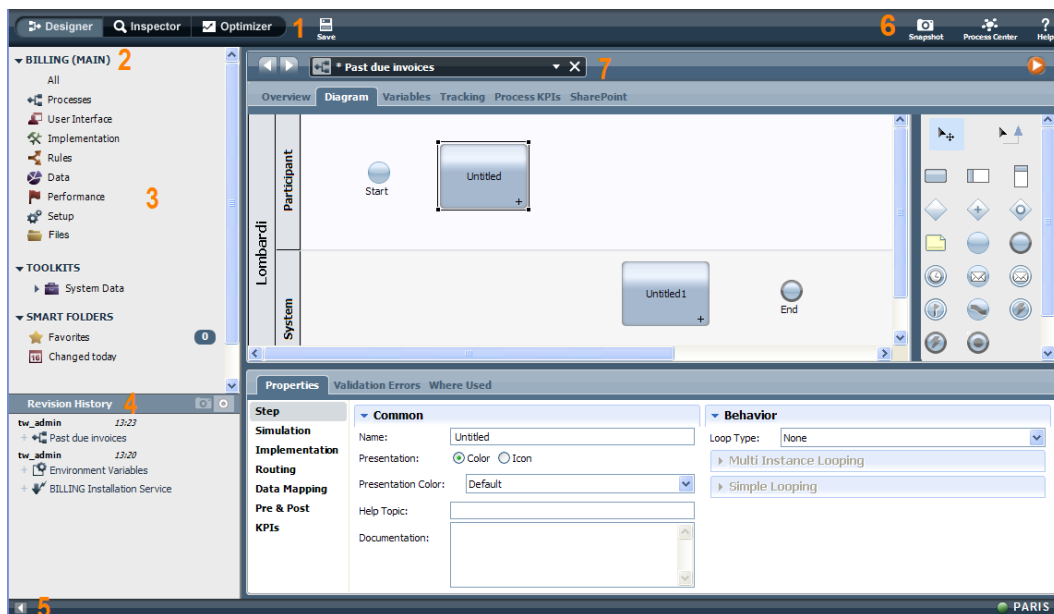 Designer Inspector Optimizer 1 Save 6 Snapshot Process Center Help
BILLING (MAIN) 2
All
Processes
User Interface
Implementation
Rules
Data
Performance
3
Setup
Files
TOOLKITS
System Data
SMART FOLDERS
Favorites 0
16 Changed today
Revision History 4
tw_admin 13:23
Past due invoices
tw_admin 13:20
Environment Variables
BILLING Installation Service
5
* Past due invoices 7
Overview Diagram Variables Tracking Process KPIs SharePoint
Lombardi
Participant
Start
Untitled
System
Untitled1
End
Properties Validation Errors Where Used
Step
Simulation
Implementation
Routing
Data Mapping
Pre & Post
KPIs
Common
Name: Untitled
Presentation: Color Icon
Presentation Color: Default
Help Topic:
Documentation:
Behavior
Loop Type: None
Multi Instance Looping
Simple Looping
PARIS